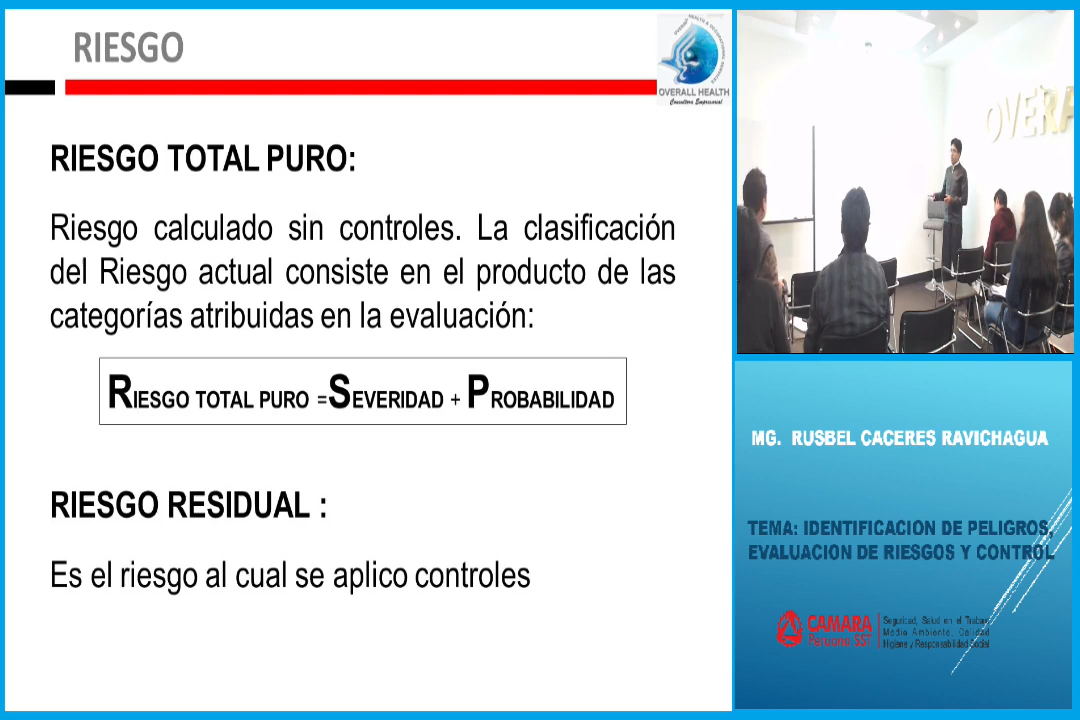 RIESGO
OVERALL HEALTH
Consultora Empresarial
RIESGO TOTAL PURO:
Riesgo calculado sin controles. La clasificación
del Riesgo actual consiste en el producto de las
categorías atribuidas en la evaluación:
RIESGO TOTAL PURO =SEVERIDAD + PROBABILIDAD
RIESGO RESIDUAL :
Es el riesgo al cual se aplico controles
OVERA
MG. RUSBEL CACERES RAVICHAGUA
TEMA: IDENTIFICACION DE PELIGROS,
EVALUACION DE RIESGOS Y CONTROL
CAMARA
Peruana SST
Seguridad, Salud en el Trabajo
Medio Ambiente, Calidad
Higiene y Responsabilidad Social